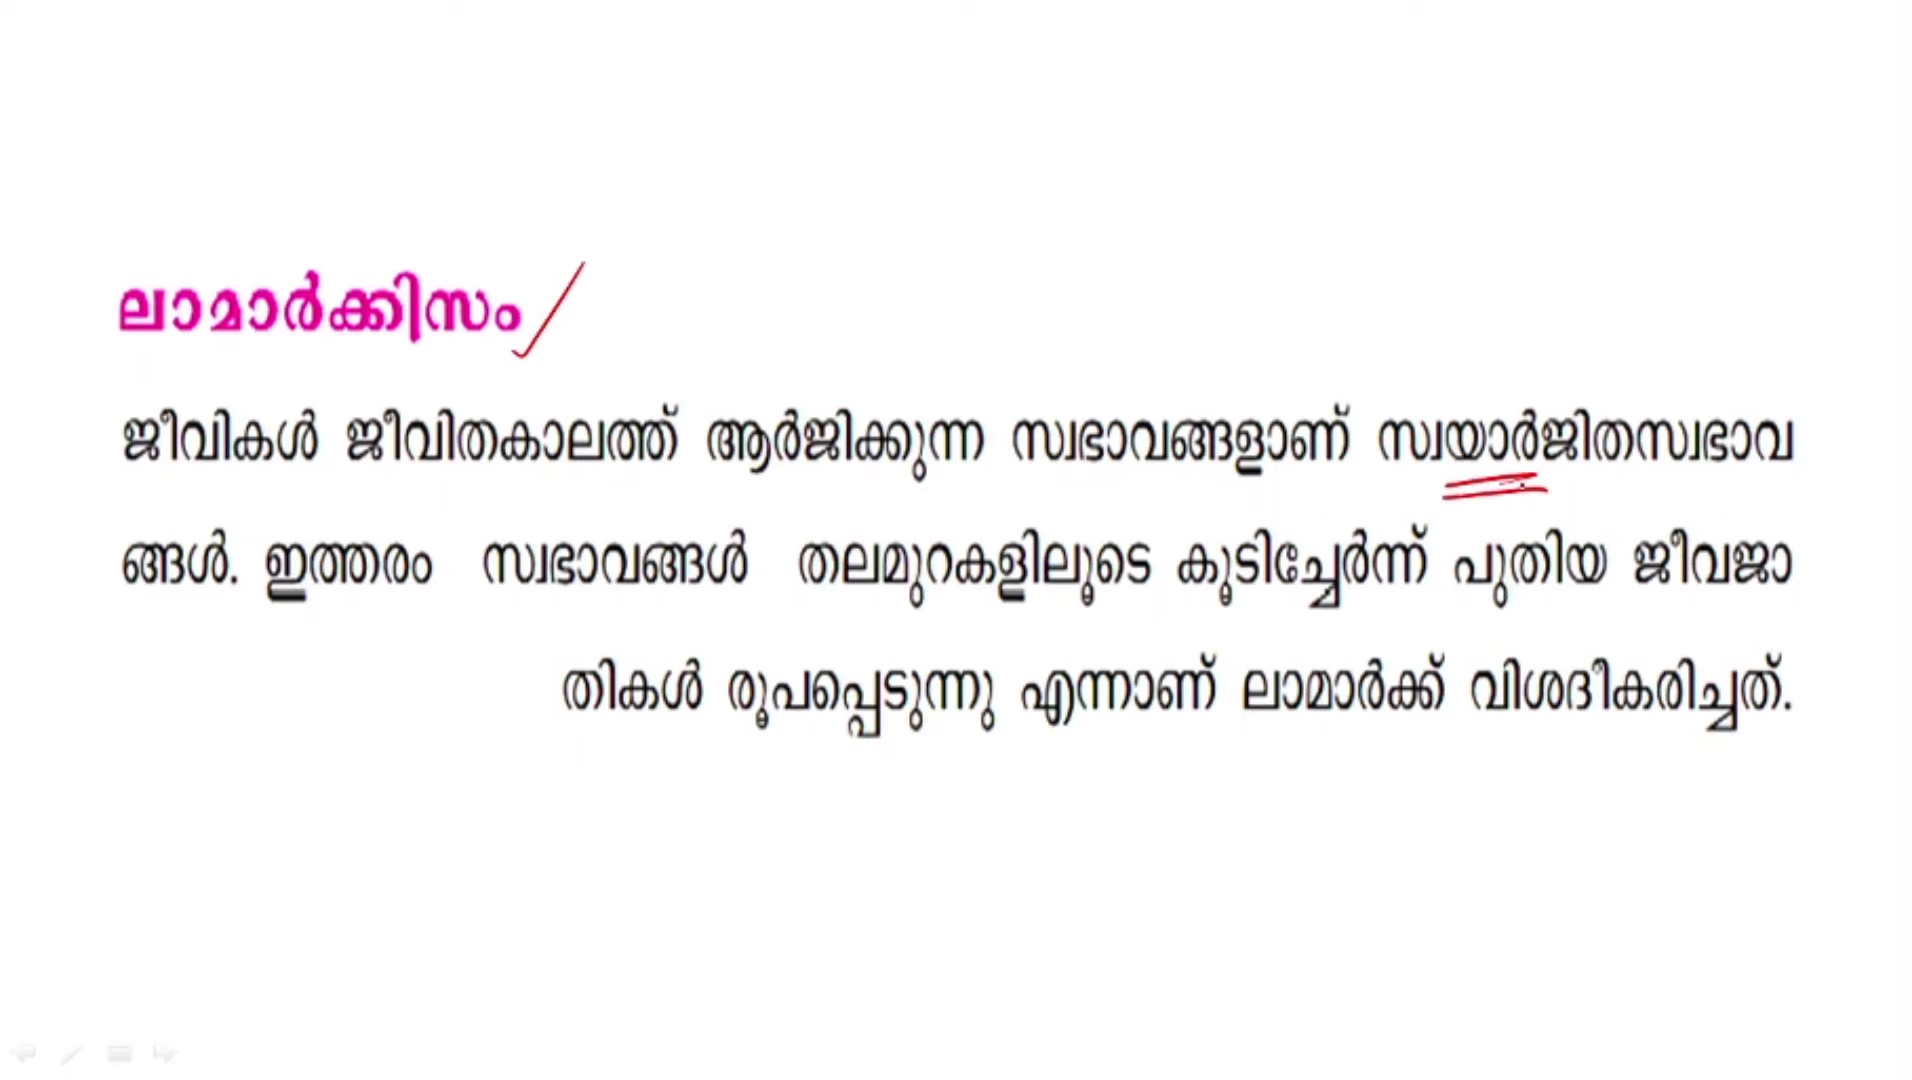 ലാമാർക്കിസം
ജീവികൾ ജീവിതകാലത്ത് ആർജിക്കുന്ന സ്വഭാവങ്ങളാണ് സ്വയാർജിതസ്വഭാവ
ങ്ങൾ. ഇത്തരം സ്വഭാവങ്ങൾ തലമുറകളിലൂടെ കൂടിച്ചേർന്ന് പുതിയ ജീവജാ
തികൾ രൂപപ്പെടുന്നു എന്നാണ് ലാമാർക്ക് വിശദീകരിച്ചത്.